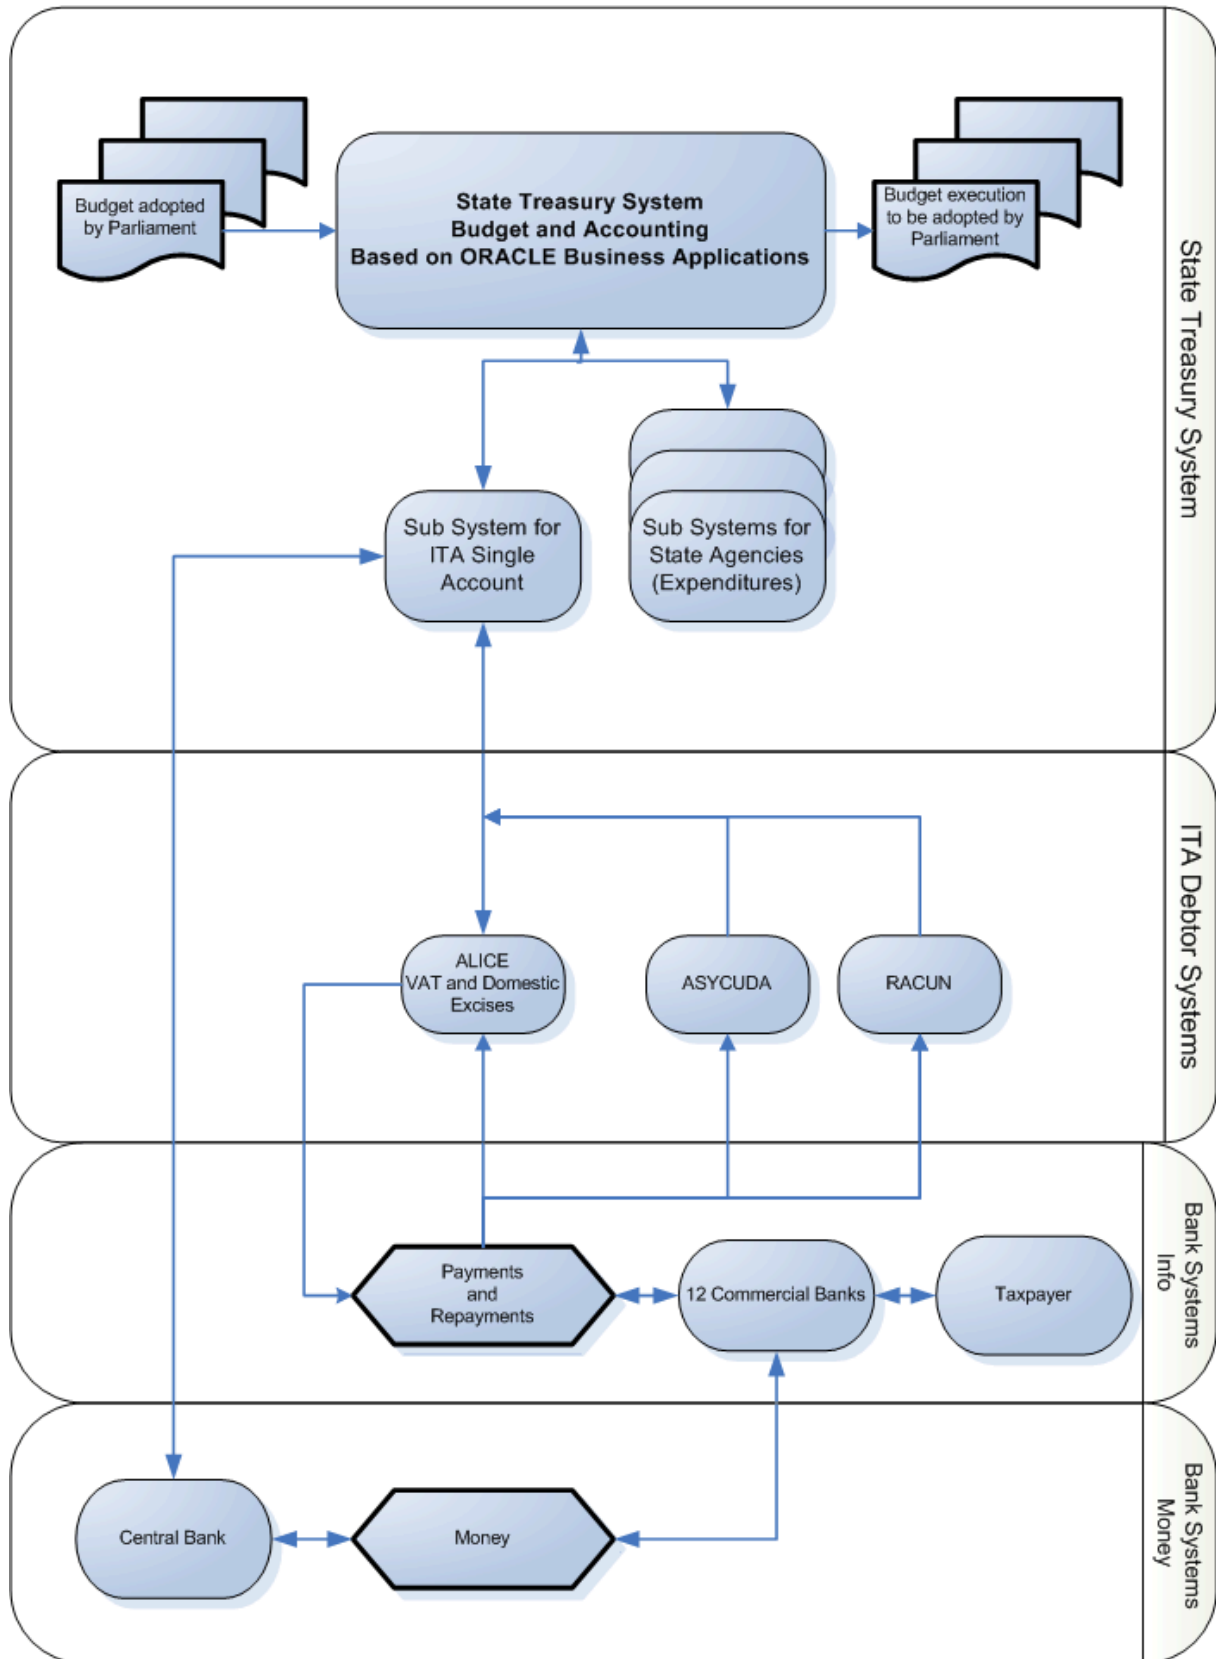 Budget adopted
by Parliament
State Treasury System
Budget and Accounting
Based on ORACLE Business Applications
Budget execution
to be adopted by
Parliament
State Treasury System
Sub System for
ITA Single
Account
Sub Systems for
State Agencies
(Expenditures)
ITA Debtor Systems
ALICE
VAT and Domestic
Excises
ASYCUDA
RACUN
Bank Systems
Info
Payments
and
Repayments
12 Commercial Banks
Taxpayer
Bank Systems
Money
Central Bank
Money